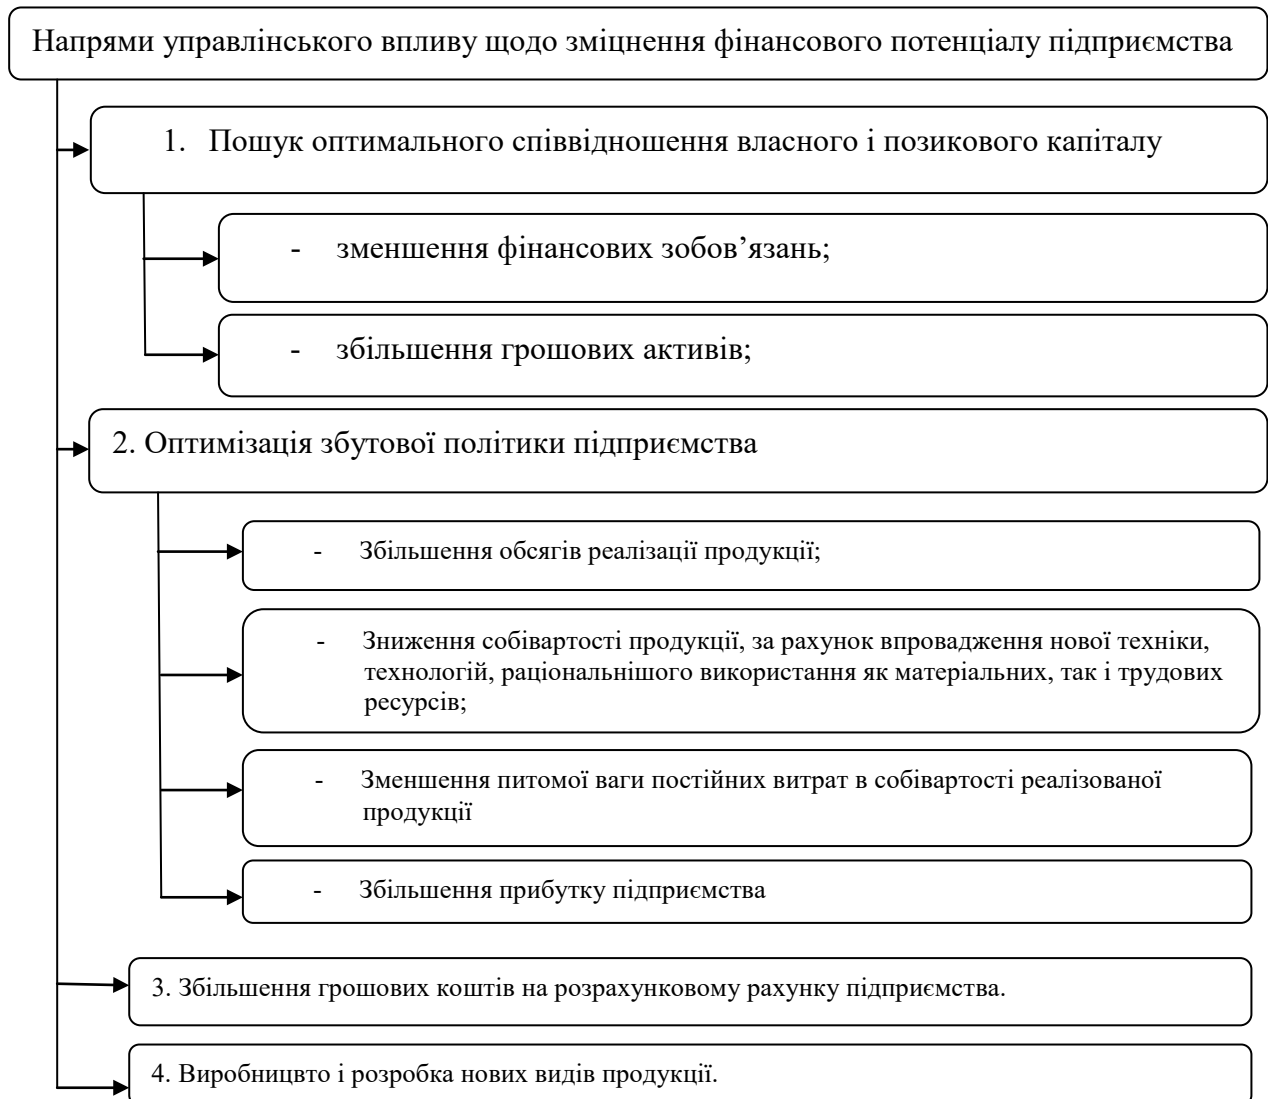 Напрями управлінського впливу щодо зміцнення фінансового потенціалу підприємства
1. Пошук оптимального співвідношення власного і позикового капіталу
- зменшення фінансових зобов’язань;
- збільшення грошових активів;
2. Оптимізація збутової політики підприємства
- Збільшення обсягів реалізації продукції;
- Зниження собівартості продукції, за рахунок впровадження нової техніки,
технологій, раціональнішого використання як матеріальних, так і трудових
ресурсів;
- Зменшення питомої ваги постійних витрат в собівартості реалізованої
продукції
- Збільшення прибутку підприємства
3. Збільшення грошових коштів на розрахунковому рахунку підприємства.
4. Виробницвто і розробка нових видів продукції.